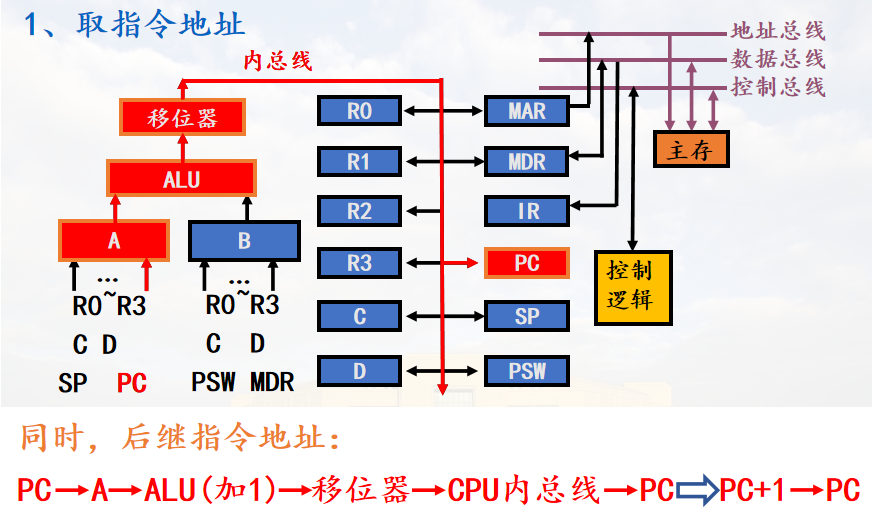 1、取指令地址
内总线
地址总线
数据总线
控制总线
移位器
R0
MAR
主存
ALU
R1
MDR
R2
IR
A
B
R3
PC
控制
逻辑
...
...
R0~R3
R0~R3
C
SP
C D
C D
SP PC
PSW MDR
D
PSW
同时，后继指令地址：
PC→A→ALU(加1)→移位器→CPU内总线→PC⇨PC+1→PC